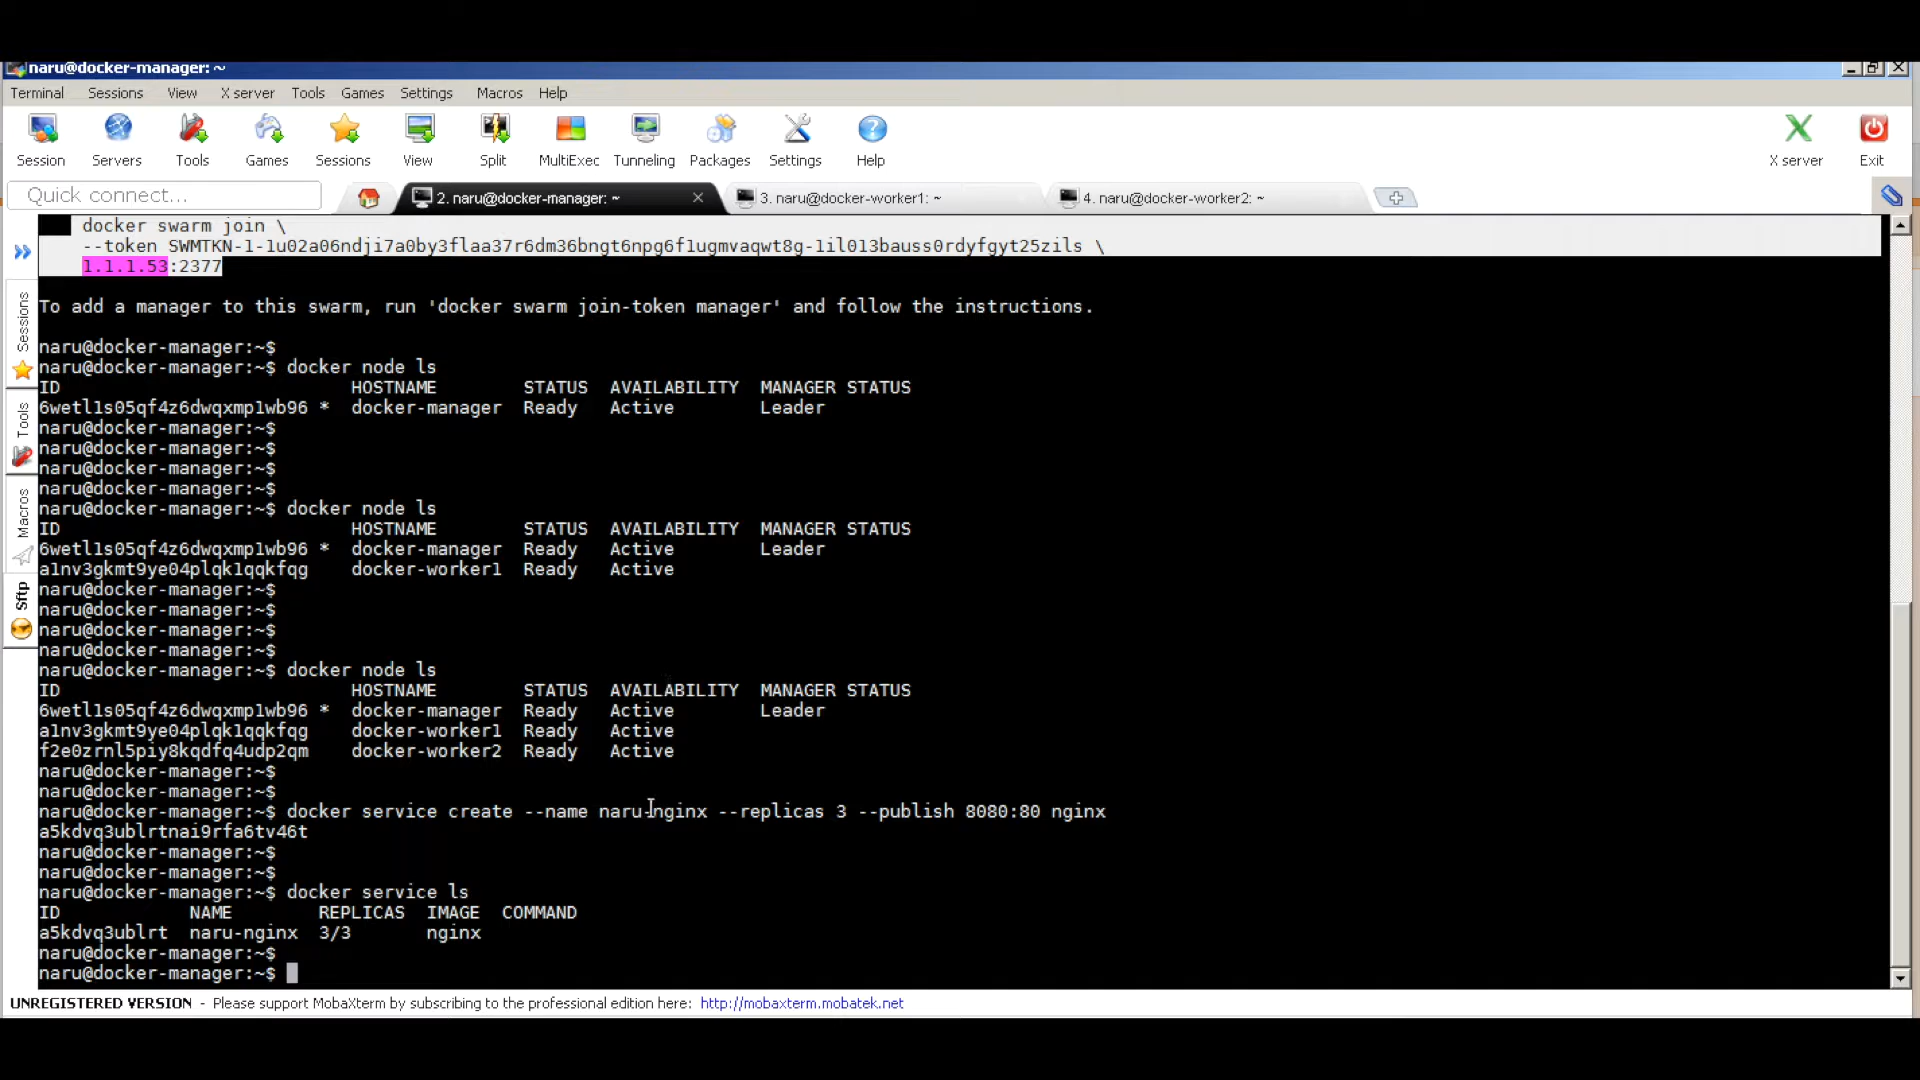 naru@docker-manager: ~
Terminal Sessions View X server Tools Games Settings Macros Help
Session Servers Tools Games Sessions View Split MultiExec Tunneling Packages Settings Help X server Exit
Quick connect... 2. naru@docker-manager: ~ 3. naru@docker-worker1: ~ 4. naru@docker-worker2: ~
Sessions
Tools
Macros
Sftp
docker swarm join \
--token SWMTKN-1-1u02a06ndji7a0by3flaa37r6dm36bngt6npg6f1ugmvaqwt8g-1il013bauss0rdyfgyt25zils \
1.1.1.53:2377
To add a manager to this swarm, run 'docker swarm join-token manager' and follow the instructions.
naru@docker-manager:~$
naru@docker-manager:~$ docker node ls
ID HOSTNAME STATUS AVAILABILITY MANAGER STATUS
6wetl1s05qf4z6dwqxmp1wb96 * docker-manager Ready Active Leader
naru@docker-manager:~$
naru@docker-manager:~$
naru@docker-manager:~$
naru@docker-manager:~$
naru@docker-manager:~$ docker node ls
ID HOSTNAME STATUS AVAILABILITY MANAGER STATUS
6wetl1s05qf4z6dwqxmp1wb96 * docker-manager Ready Active Leader
a1nv3gkmt9ye04plqk1qqkfqg docker-worker1 Ready Active
naru@docker-manager:~$
naru@docker-manager:~$
naru@docker-manager:~$
naru@docker-manager:~$
naru@docker-manager:~$ docker node ls
ID HOSTNAME STATUS AVAILABILITY MANAGER STATUS
6wetl1s05qf4z6dwqxmp1wb96 * docker-manager Ready Active Leader
a1nv3gkmt9ye04plqk1qqkfqg docker-worker1 Ready Active
f2e0zrnl5piy8kqdfq4udp2qm docker-worker2 Ready Active
naru@docker-manager:~$
naru@docker-manager:~$
naru@docker-manager:~$ docker service create --name naru-nginx --replicas 3 --publish 8080:80 nginx
a5kdvq3ublrtnai9rfa6tv46t
naru@docker-manager:~$
naru@docker-manager:~$
naru@docker-manager:~$ docker service ls
ID NAME REPLICAS IMAGE COMMAND
a5kdvq3ublrt naru-nginx 3/3 nginx
naru@docker-manager:~$
naru@docker-manager:~$
UNREGISTERED VERSION - Please support MobaXterm by subscribing to the professional edition here: http://mobaxterm.mobatek.net